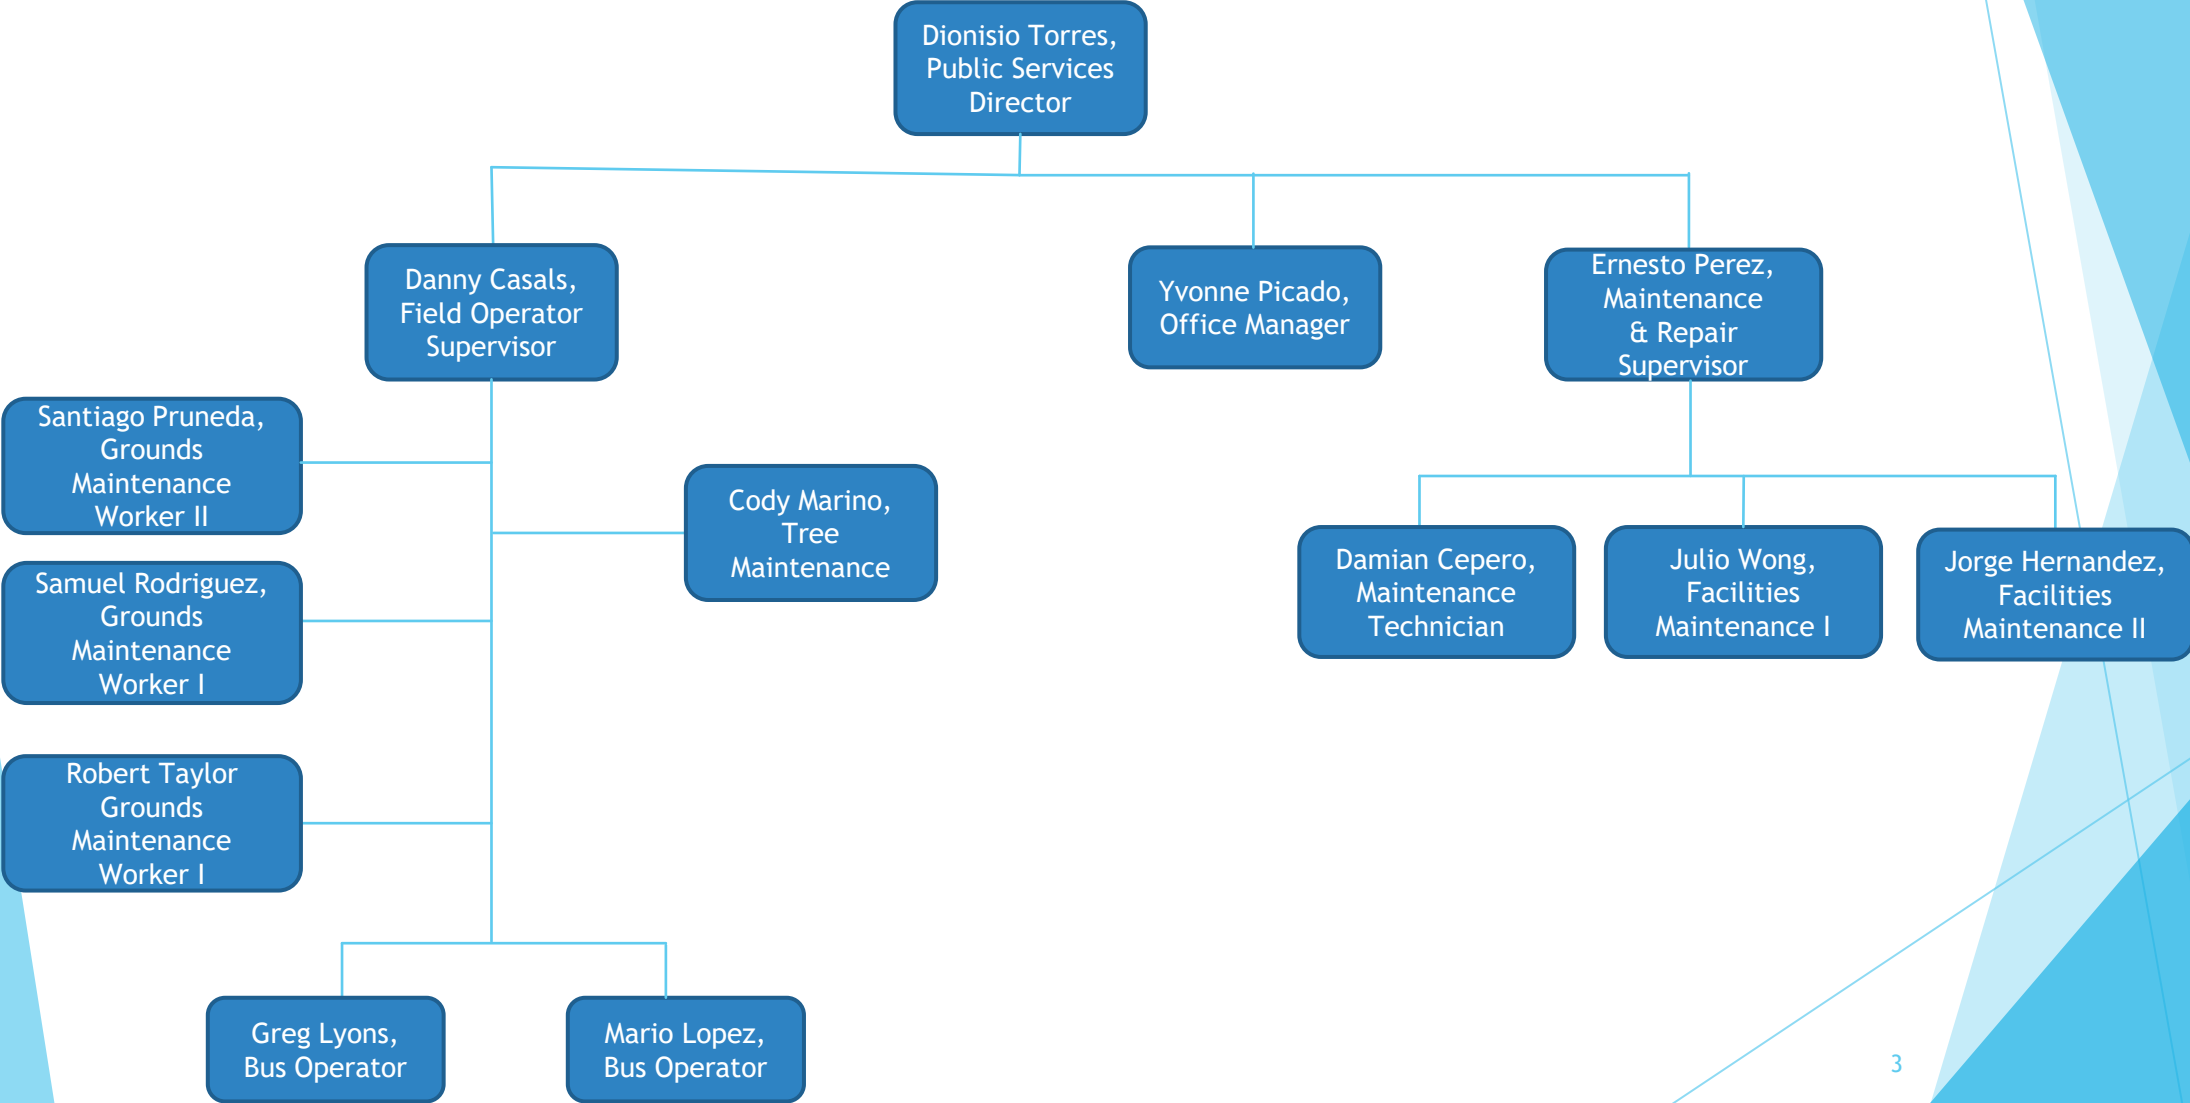 Dionisio Torres,
Public Services
Director
Danny Casals,
Field Operator
Supervisor
Yvonne Picado,
Office Manager
Ernesto Perez,
Maintenance
& Repair
Supervisor
Santiago Pruneda,
Grounds
Maintenance
Worker II
Cody Marino,
Tree
Maintenance
Damian Cepero,
Maintenance
Technician
Julio Wong,
Facilities
Maintenance I
Jorge Hernandez,
Facilities
Maintenance II
Samuel Rodriguez,
Grounds
Maintenance
Worker I
Robert Taylor
Grounds
Maintenance
Worker I
Greg Lyons,
Bus Operator
Mario Lopez,
Bus Operator
3